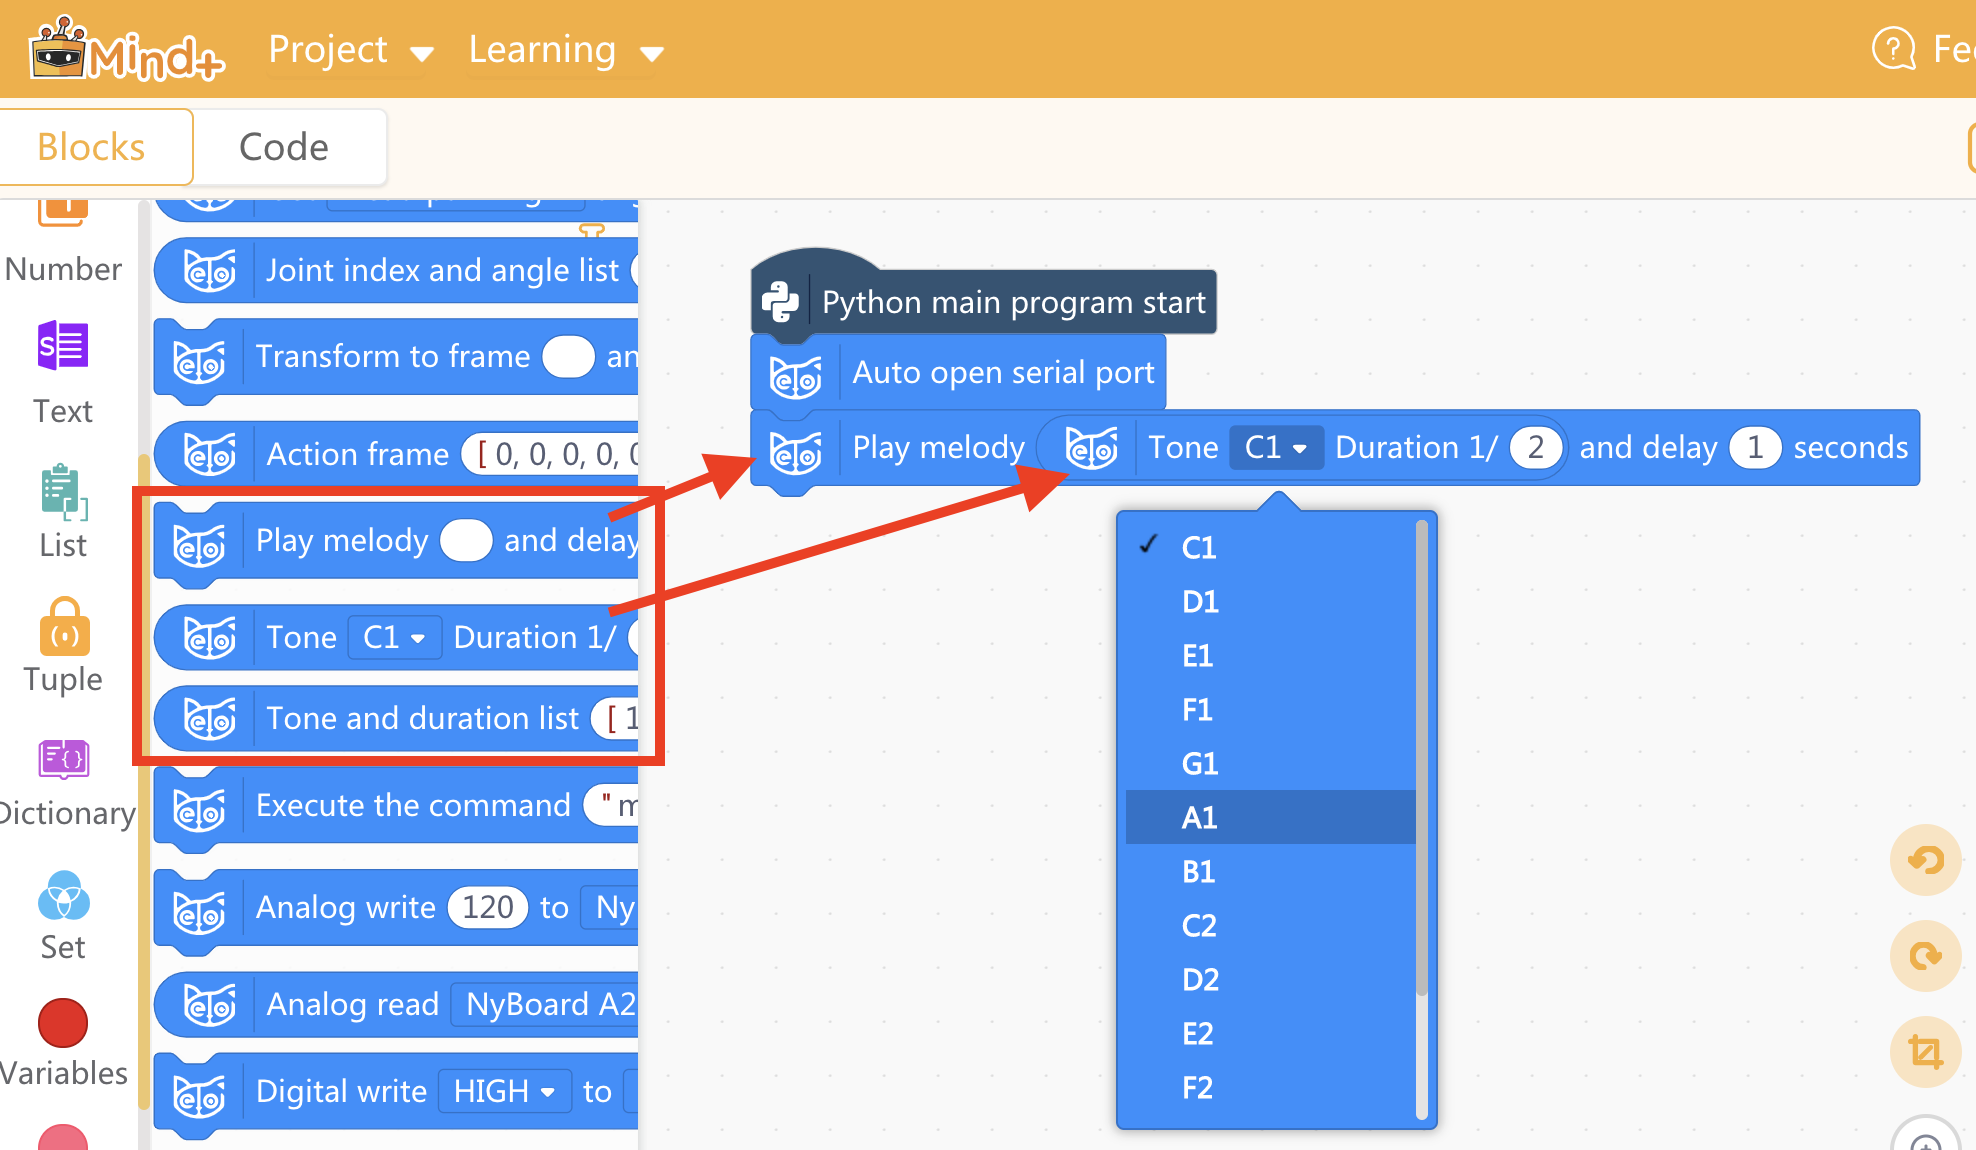 Mind+ Project Learning ? Fe
Blocks Code
Number
Text
List
Tuple
Dictionary
Set
Variables
Joint index and angle list
Transform to frame an
Action frame [ 0, 0, 0, 0, 0
Play melody and delay
Tone C1 Duration 1/
Tone and duration list [ 1
Execute the command "m
Analog write 120 to Ny
Analog read NyBoard A2
Digital write HIGH to
Python main program start
Auto open serial port
Play melody Tone C1 Duration 1/ 2 and delay 1 seconds
✓ C1
D1
E1
F1
G1
A1
B1
C2
D2
E2
F2